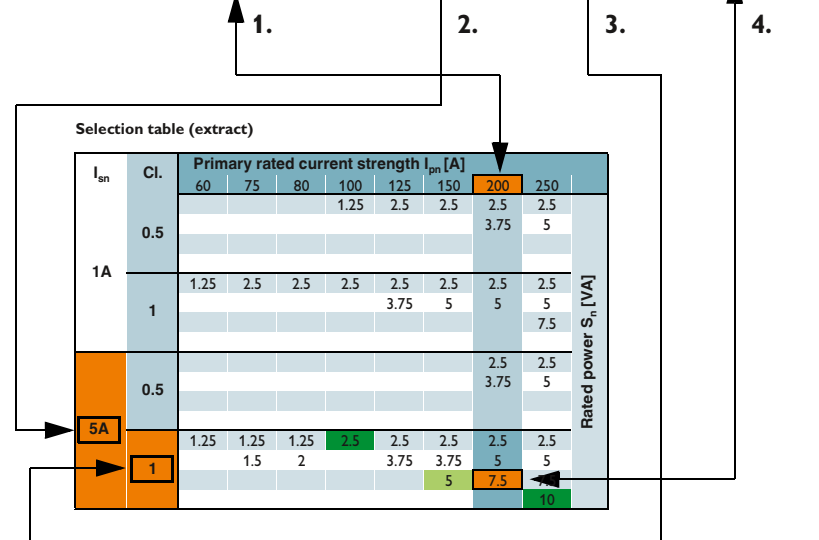 1. 2. 3. 4.
Selection table (extract)
Isn Cl. Primary rated current strength Ipn [A]
60 75 80 100 125 150 200 250
1.25 2.5 2.5 2.5 2.5
3.75 5
0.5
1A
1.25 2.5 2.5 2.5 2.5 2.5 2.5 2.5
3.75 5 5 5
1
7.5
Rated power Sn [VA]
2.5 2.5
3.75 5
0.5
5A
1.25 1.25 1.25 2.5 2.5 2.5 2.5 2.5
1.5 2 3.75 3.75 5 5
1
5 7.5
10